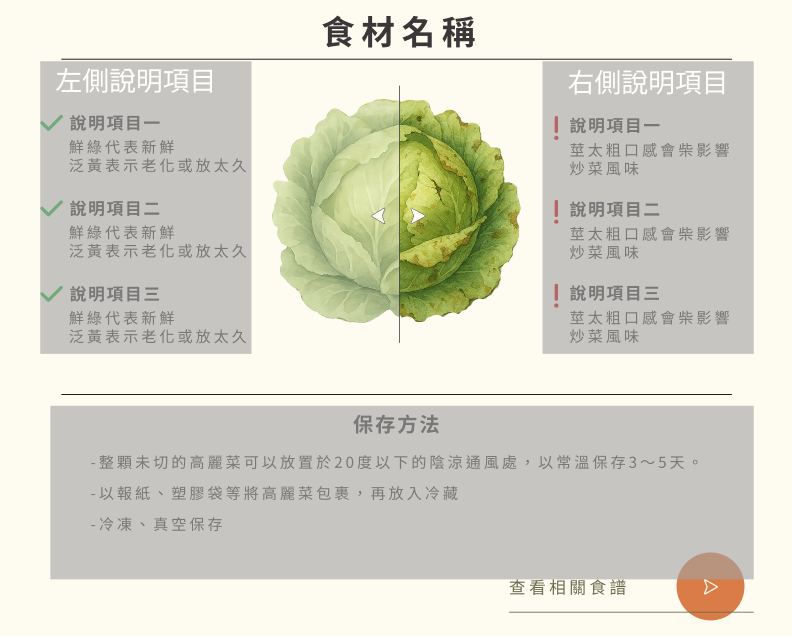 食材名稱
左側說明項目
說明項目一
鮮綠代表新鮮
泛黃表示老化或放太久
說明項目二
鮮綠代表新鮮
泛黃表示老化或放太久
說明項目三
鮮綠代表新鮮
泛黃表示老化或放太久
右側說明項目
說明項目一
莖太粗口感會柴影響
炒菜風味
說明項目二
莖太粗口感會柴影響
炒菜風味
說明項目三
莖太粗口感會柴影響
炒菜風味
保存方法
-整顆未切的高麗菜可以放置於20度以下的陰涼通風處，以常溫保存3～5天。
-以報紙、塑膠袋等將高麗菜包裹，再放入冷藏
-冷凍、真空保存
查看相關食譜